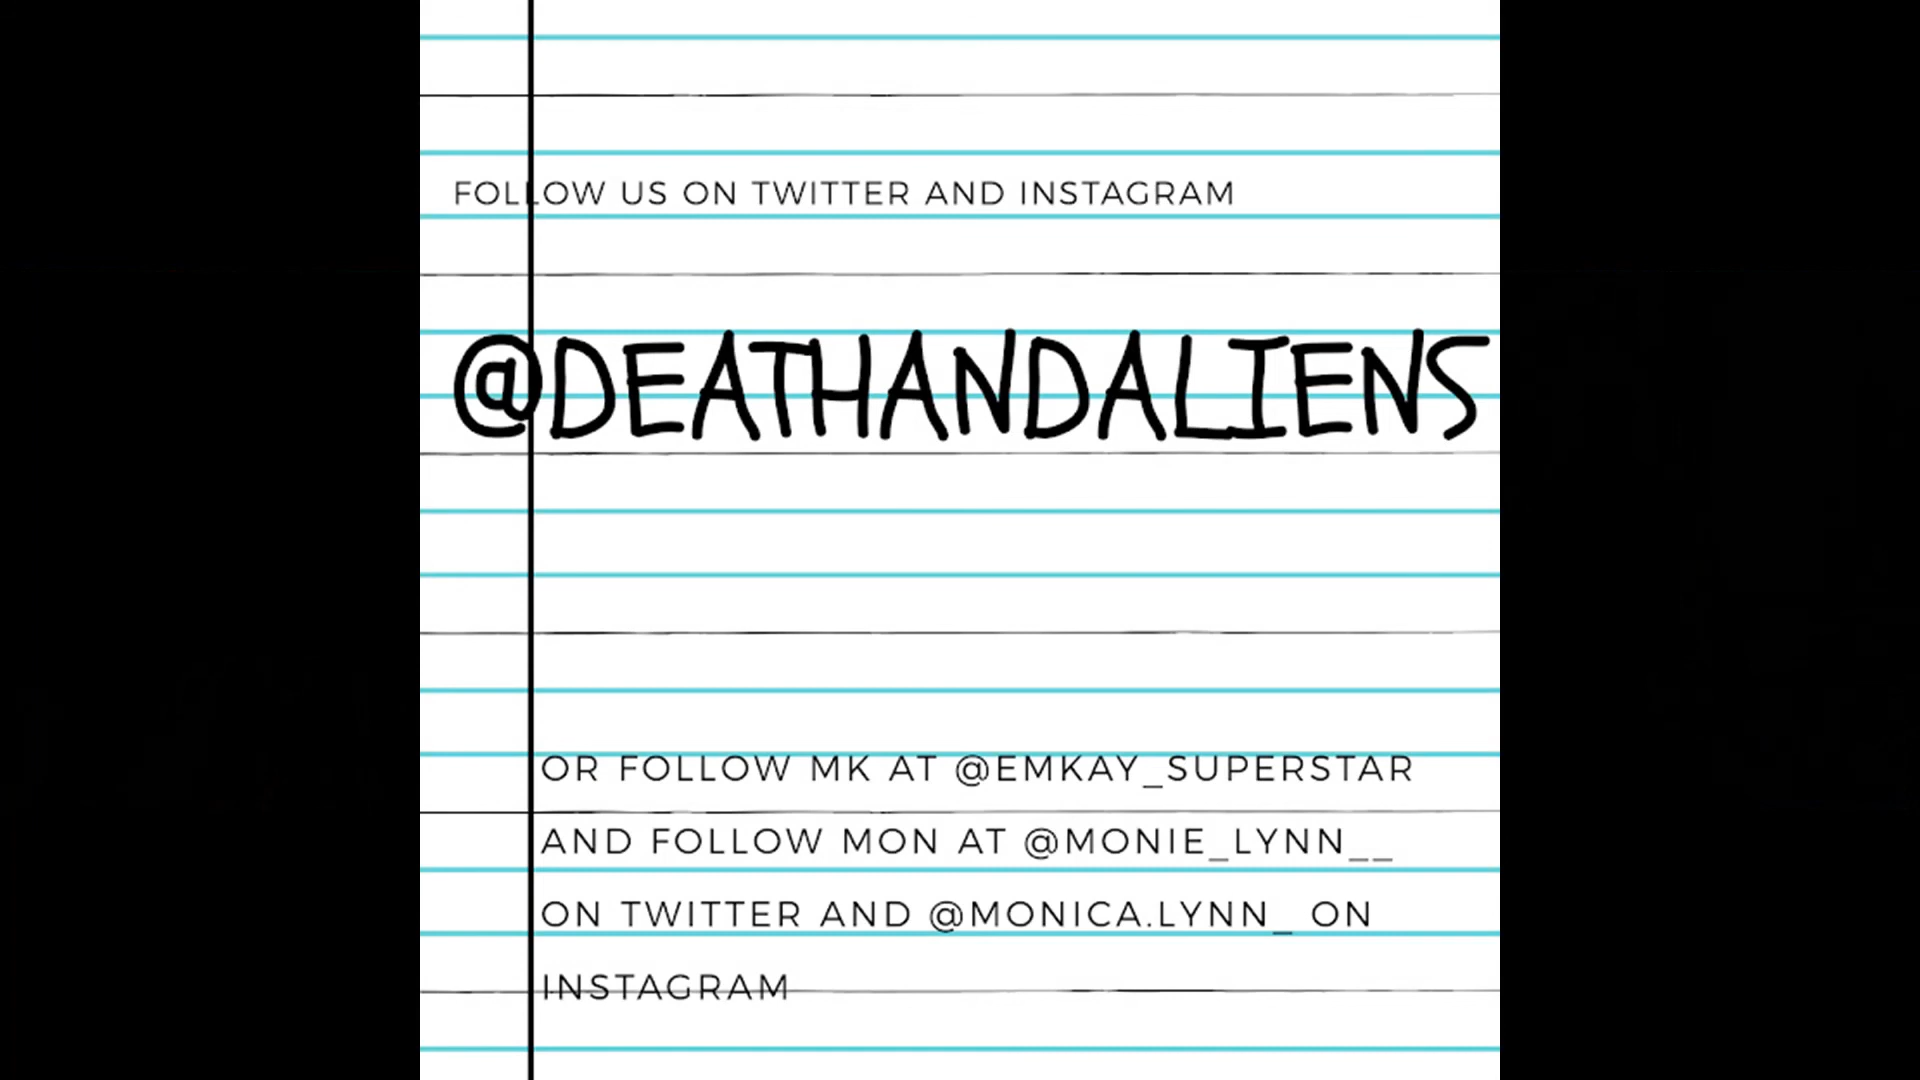 FOLLOW US ON TWITTER AND INSTAGRAM
@DEATHANDALIENS
OR FOLLOW MK AT @EMKAY_SUPERSTAR
AND FOLLOW MON AT @MONIE_LYNN__
ON TWITTER AND @MONICA.LYNN_ ON
INSTAGRAM